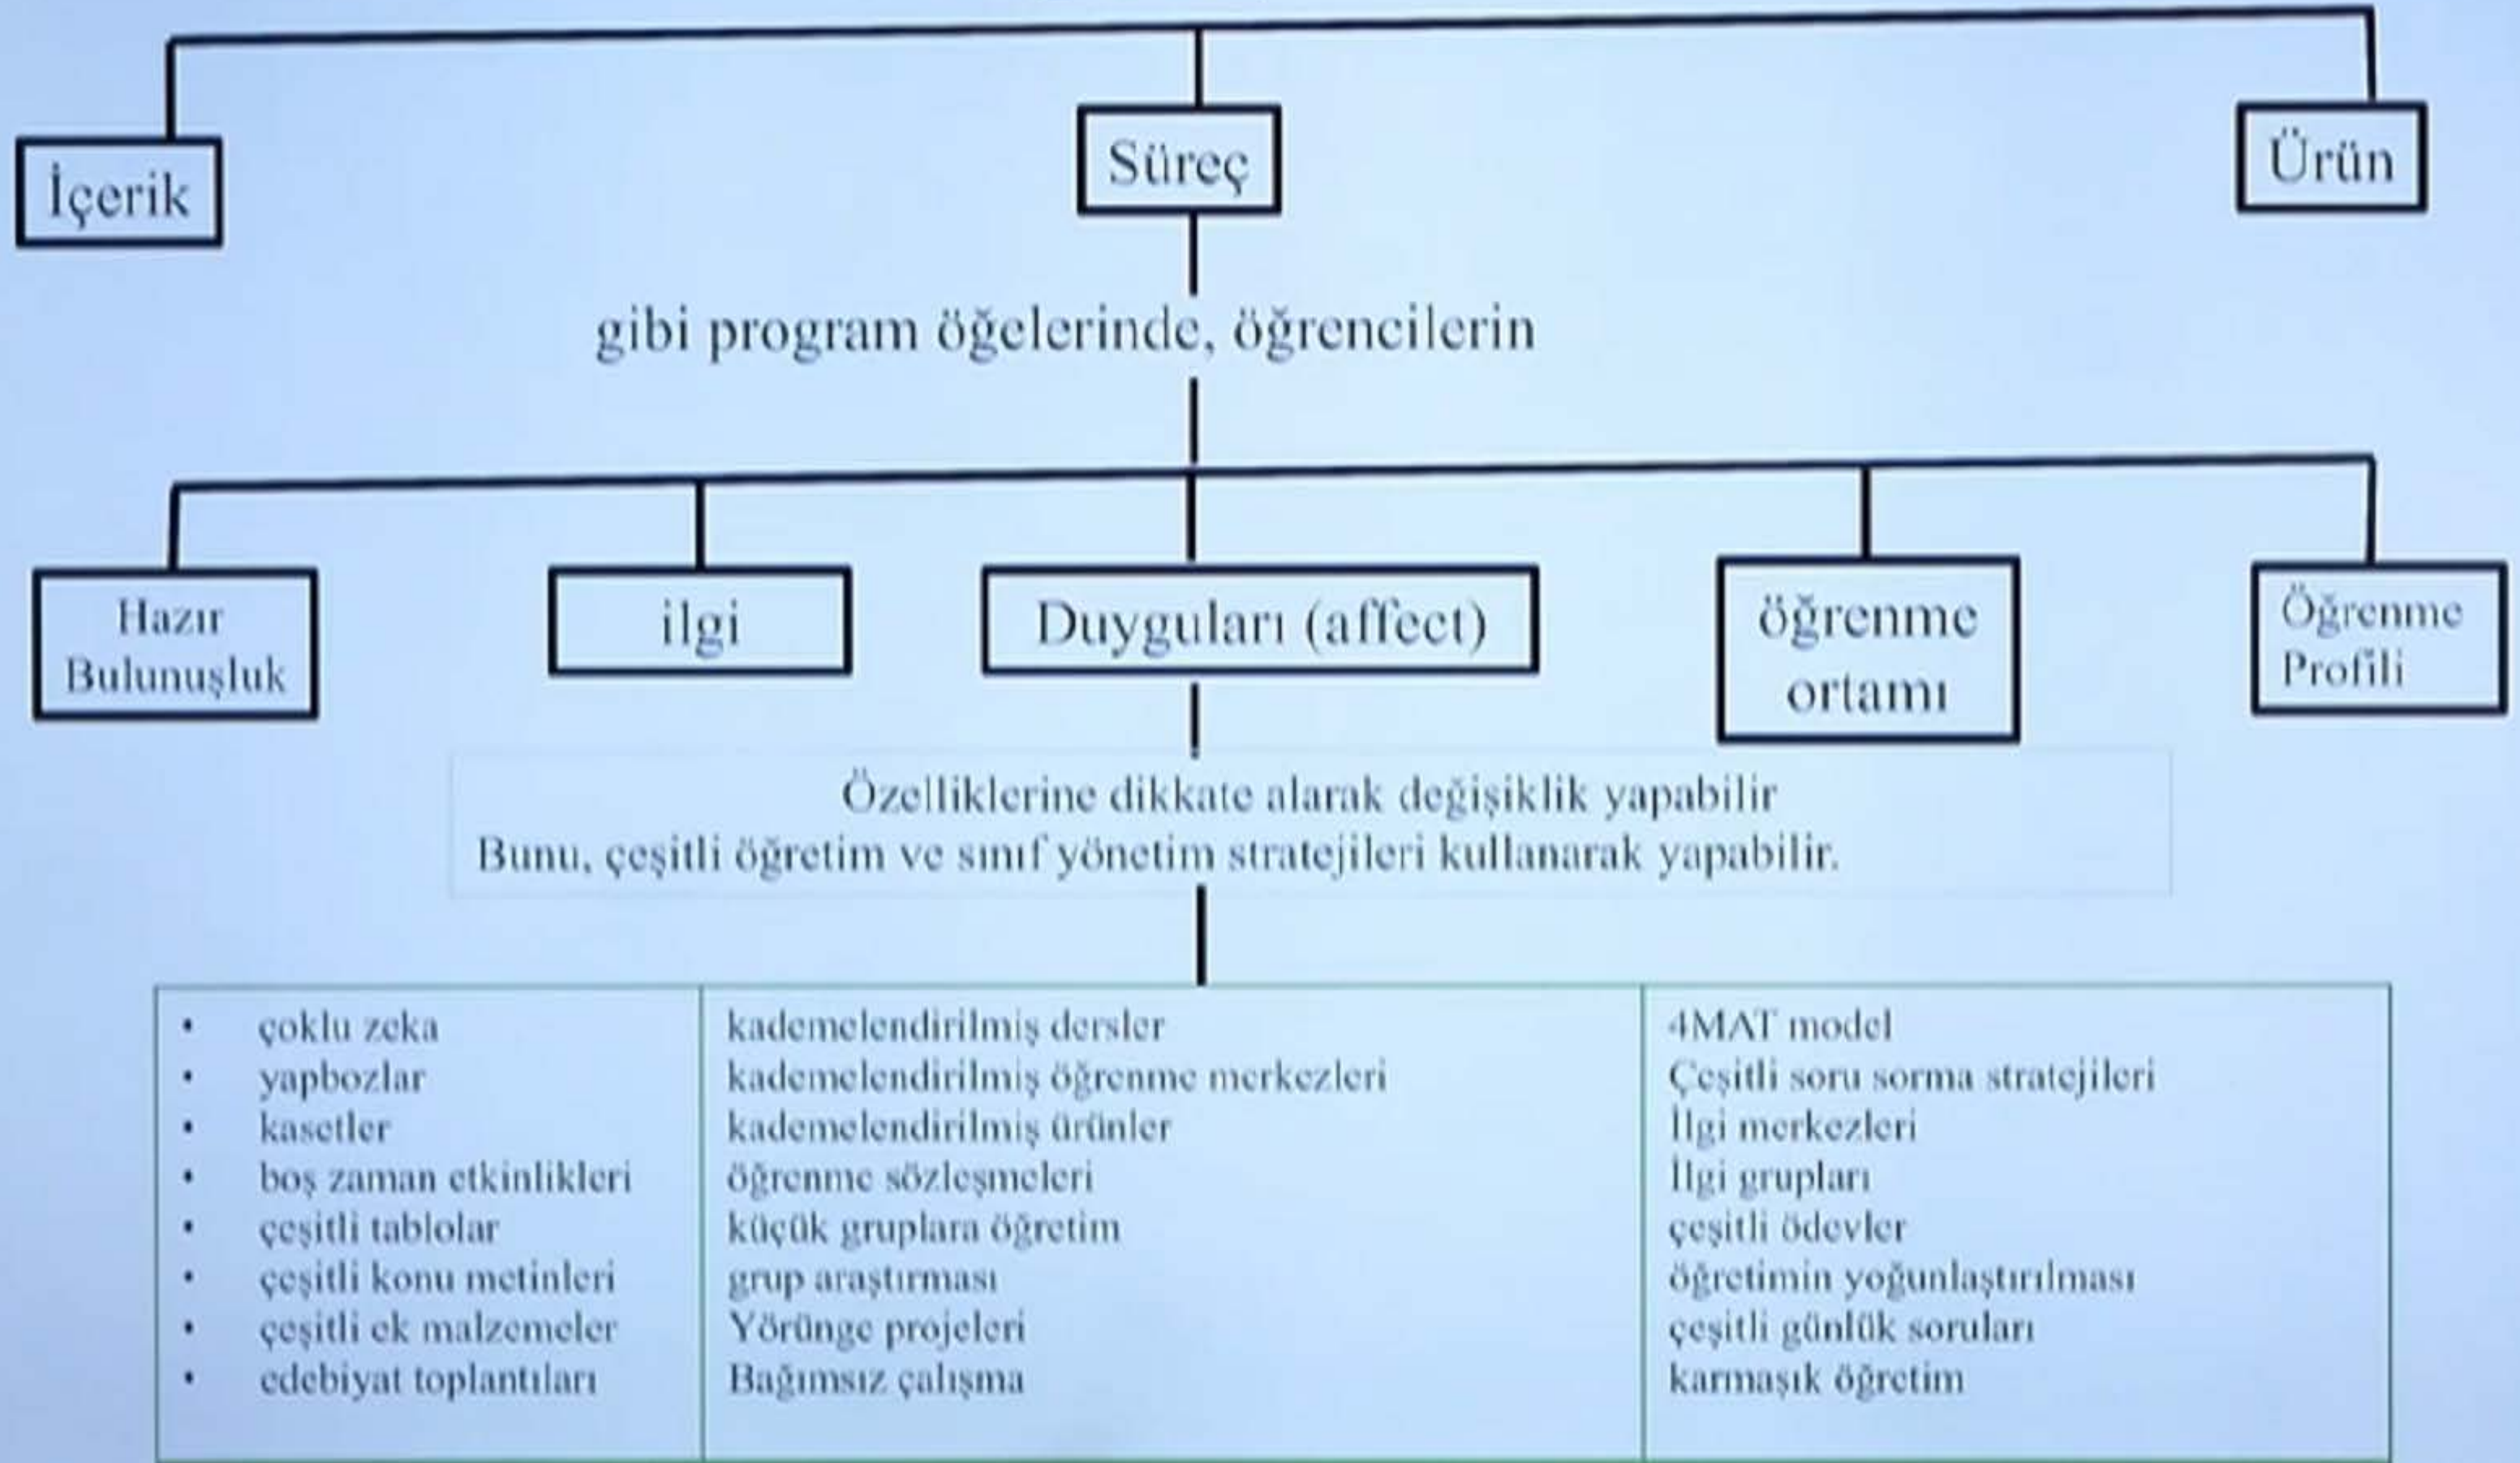 İçerik
Süreç
Ürün
gibi program öğelerinde, öğrencilerin
Hazır
Bulunuşluk
ilgi
Duyguları (affect)
öğrenme
ortamı
Öğrenme
Profili
Özelliklerine dikkate alarak değişiklik yapabilir
Bunu, çeşitli öğretim ve sınıf yönetim stratejileri kullanarak yapabilir.
• çoklu zeka
• yapbozlar
• kasetler
• boş zaman etkinlikleri
• çeşitli tablolar
• çeşitli konu metinleri
• çeşitli ek malzemeler
• edebiyat toplantıları
kademelendirilmiş dersler
kademelendirilmiş öğrenme merkezleri
kademelendirilmiş ürünler
öğrenme sözleşmeleri
küçük gruplara öğretim
grup araştırması
Yörünge projeleri
Bağımsız çalışma
4MAT model
Çeşitli soru sorma stratejileri
İlgi merkezleri
İlgi grupları
çeşitli ödevler
öğretimin yoğunlaştırılması
çeşitli günlük soruları
karmaşık öğretim